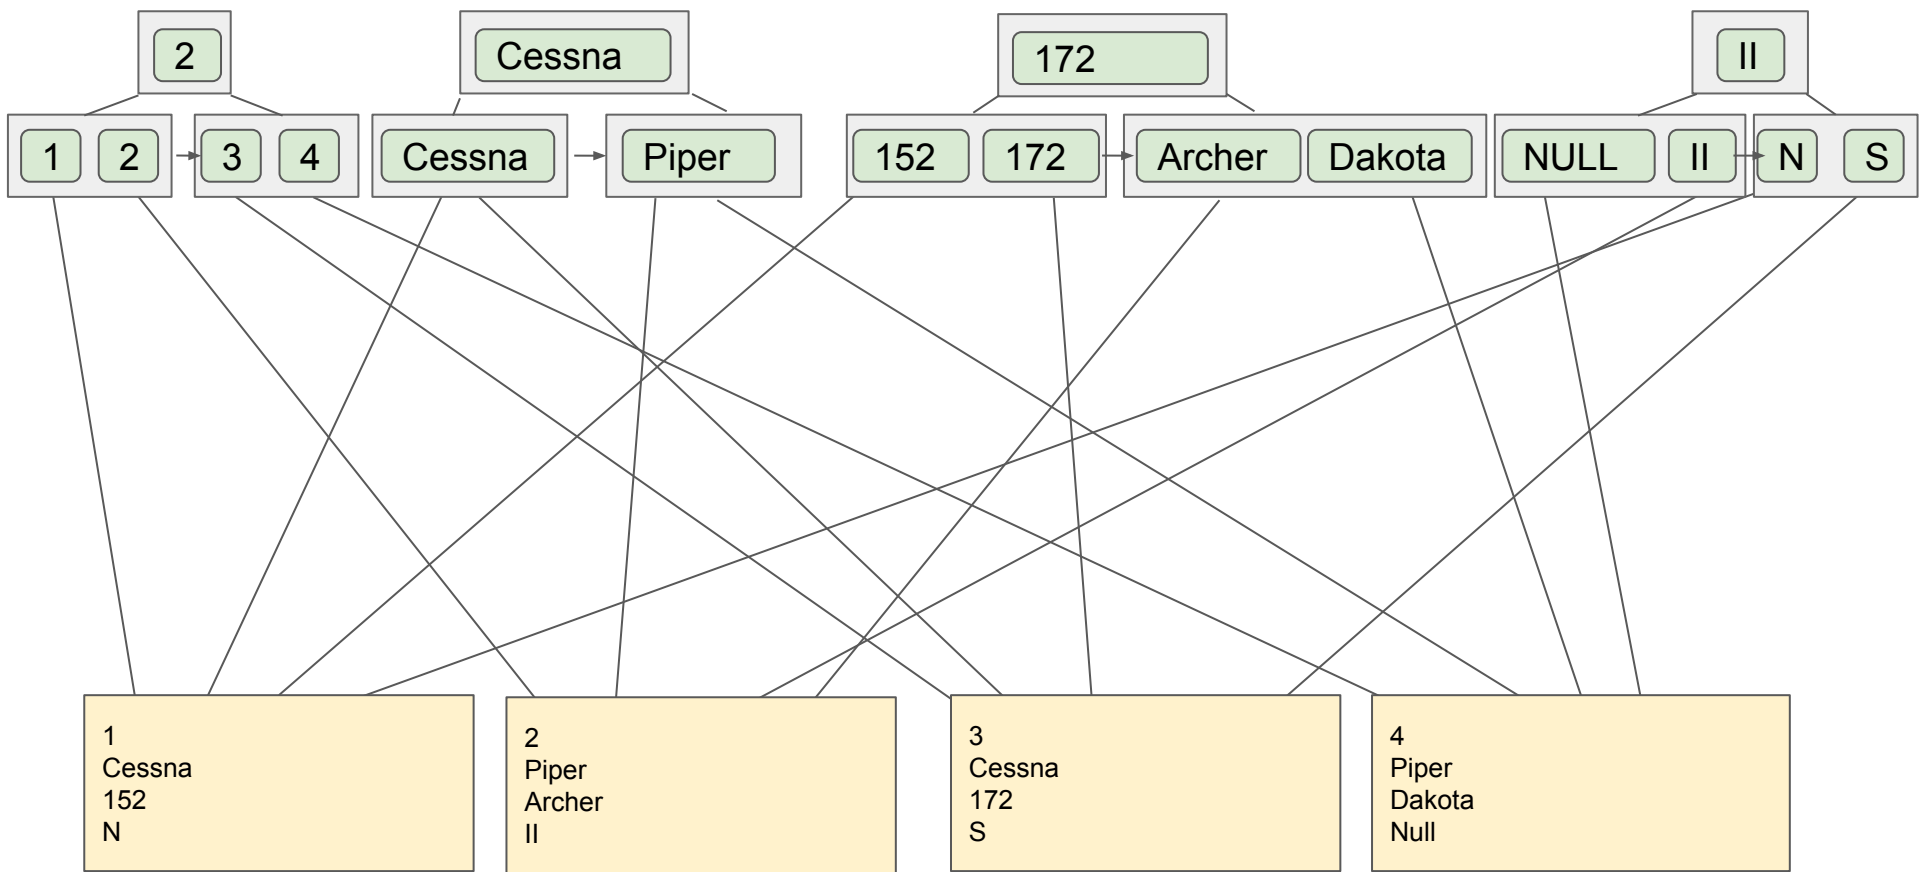 2
Cessna
172
II
1 2 3 4 Cessna Piper 152 172 Archer Dakota NULL II N S
1
Cessna
152
N
2
Piper
Archer
II
3
Cessna
172
S
4
Piper
Dakota
Null